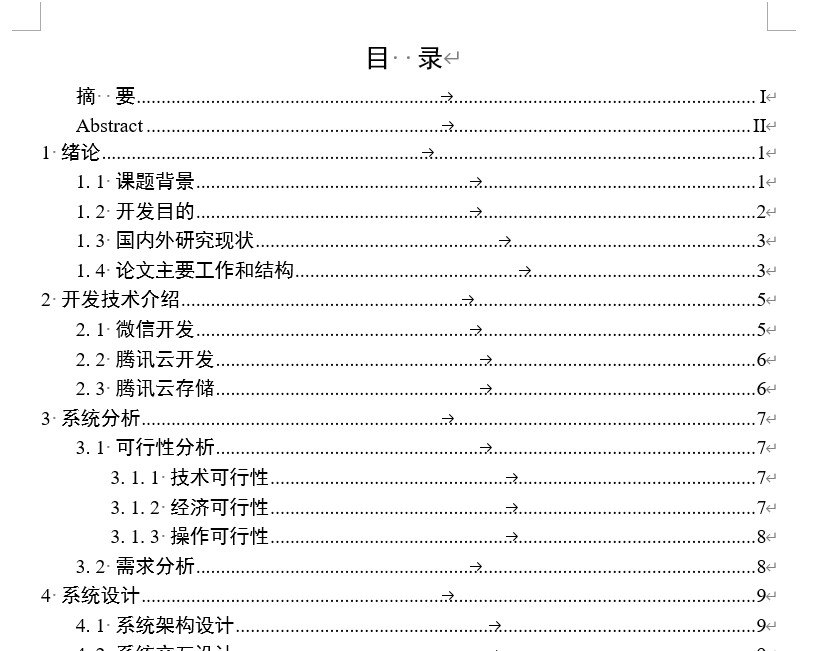 目 录
摘 要 I
Abstract II
1 绪论 1
1.1 课题背景 1
1.2 开发目的 2
1.3 国内外研究现状 3
1.4 论文主要工作和结构 3
2 开发技术介绍 5
2.1 微信开发 5
2.2 腾讯云开发 6
2.3 腾讯云存储 6
3 系统分析 7
3.1 可行性分析 7
3.1.1 技术可行性 7
3.1.2 经济可行性 7
3.1.3 操作可行性 8
3.2 需求分析 8
4 系统设计 9
4.1 系统架构设计 9